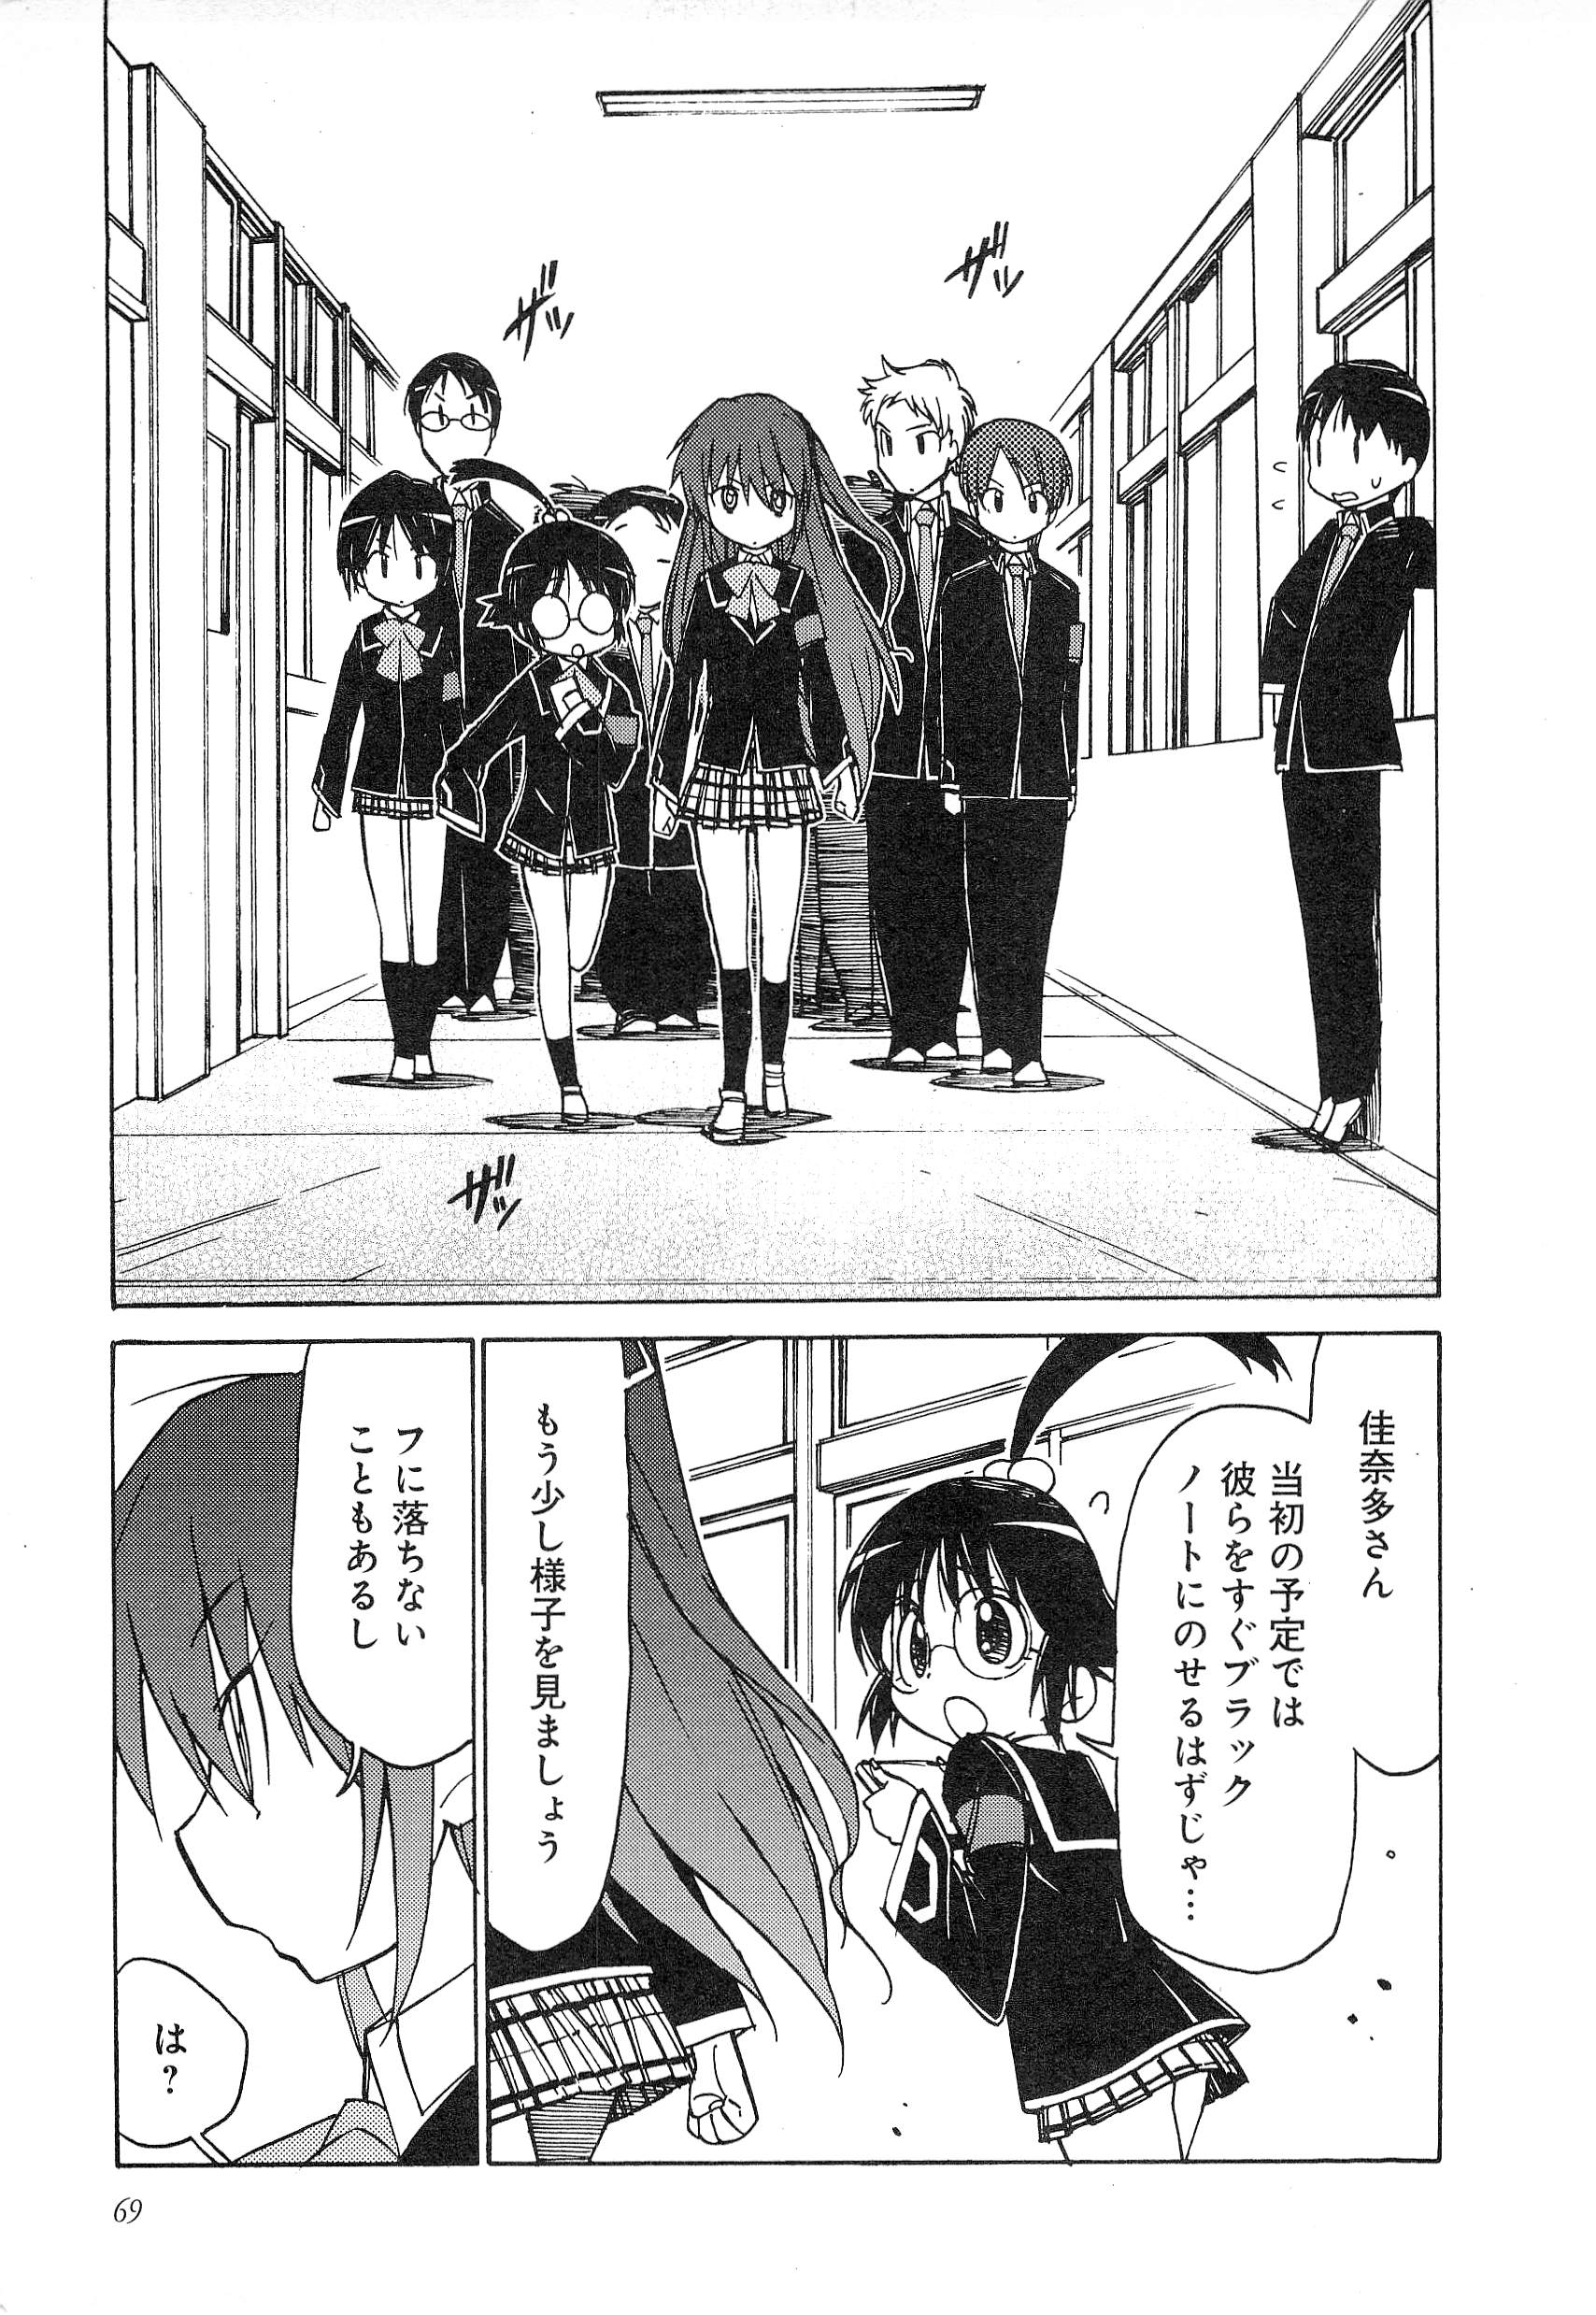 ザッ
ザッ
ザッ
佳奈多さん
当初の予定では
彼らをすぐブラック
ノートにのせるはずじゃ…
もう少し様子を見ましょう
フに落ちない
こともあるし
は?
69